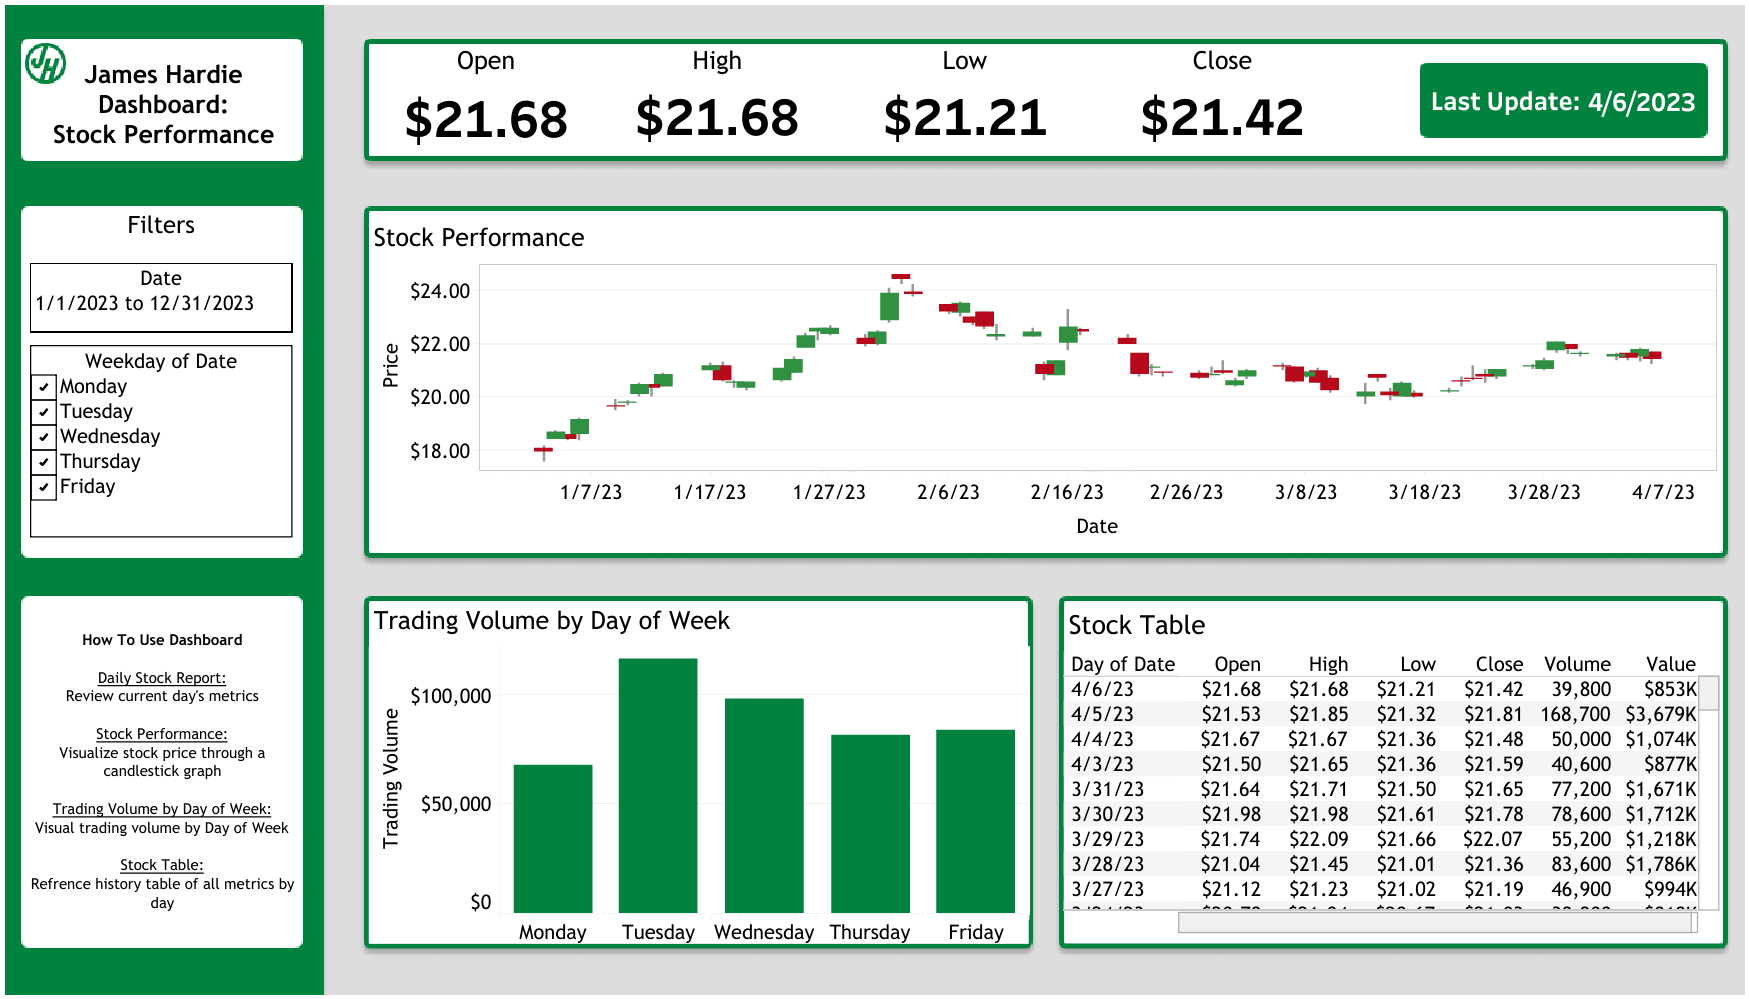 JH
James Hardie
Dashboard:
Stock Performance
Open High Low Close
$21.68 $21.68 $21.21 $21.42
Last Update: 4/6/2023
Filters
Date
1/1/2023 to 12/31/2023
Weekday of Date
Monday
Tuesday
Wednesday
Thursday
Friday
How To Use Dashboard
Daily Stock Report:
Review current day's metrics
Stock Performance:
Visualize stock price through a
candlestick graph
Trading Volume by Day of Week:
Visual trading volume by Day of Week
Stock Table:
Refrence history table of all metrics by
day
Stock Performance
Price
$24.00
$22.00
$20.00
$18.00
1/7/23 1/17/23 1/27/23 2/6/23 2/16/23 2/26/23 3/8/23 3/18/23 3/28/23 4/7/23
Date
Trading Volume by Day of Week
Trading Volume
$100,000
$50,000
$0
Monday Tuesday Wednesday Thursday Friday
Stock Table
Day of Date Open High Low Close Volume Value
4/6/23 $21.68 $21.68 $21.21 $21.42 39,800 $853K
4/5/23 $21.53 $21.85 $21.32 $21.81 168,700 $3,679K
4/4/23 $21.67 $21.67 $21.36 $21.48 50,000 $1,074K
4/3/23 $21.50 $21.65 $21.36 $21.59 40,600 $877K
3/31/23 $21.64 $21.71 $21.50 $21.65 77,200 $1,671K
3/30/23 $21.98 $21.98 $21.61 $21.78 78,600 $1,712K
3/29/23 $21.74 $22.09 $21.66 $22.07 55,200 $1,218K
3/28/23 $21.04 $21.45 $21.01 $21.36 83,600 $1,786K
3/27/23 $21.12 $21.23 $21.02 $21.19 46,900 $994K